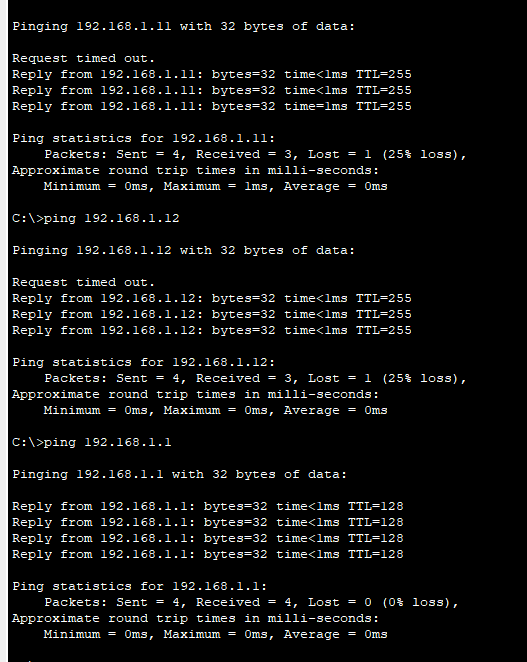 Pinging 192.168.1.11 with 32 bytes of data:
Request timed out.
Reply from 192.168.1.11: bytes=32 time<1ms TTL=255
Reply from 192.168.1.11: bytes=32 time<1ms TTL=255
Reply from 192.168.1.11: bytes=32 time=1ms TTL=255
Ping statistics for 192.168.1.11:
    Packets: Sent = 4, Received = 3, Lost = 1 (25% loss),
Approximate round trip times in milli-seconds:
    Minimum = 0ms, Maximum = 1ms, Average = 0ms
C:\>ping 192.168.1.12
Pinging 192.168.1.12 with 32 bytes of data:
Request timed out.
Reply from 192.168.1.12: bytes=32 time<1ms TTL=255
Reply from 192.168.1.12: bytes=32 time<1ms TTL=255
Reply from 192.168.1.12: bytes=32 time<1ms TTL=255
Ping statistics for 192.168.1.12:
    Packets: Sent = 4, Received = 3, Lost = 1 (25% loss),
Approximate round trip times in milli-seconds:
    Minimum = 0ms, Maximum = 0ms, Average = 0ms
C:\>ping 192.168.1.1
Pinging 192.168.1.1 with 32 bytes of data:
Reply from 192.168.1.1: bytes=32 time<1ms TTL=128
Reply from 192.168.1.1: bytes=32 time<1ms TTL=128
Reply from 192.168.1.1: bytes=32 time<1ms TTL=128
Reply from 192.168.1.1: bytes=32 time<1ms TTL=128
Ping statistics for 192.168.1.1:
    Packets: Sent = 4, Received = 4, Lost = 0 (0% loss),
Approximate round trip times in milli-seconds:
    Minimum = 0ms, Maximum = 0ms, Average = 0ms